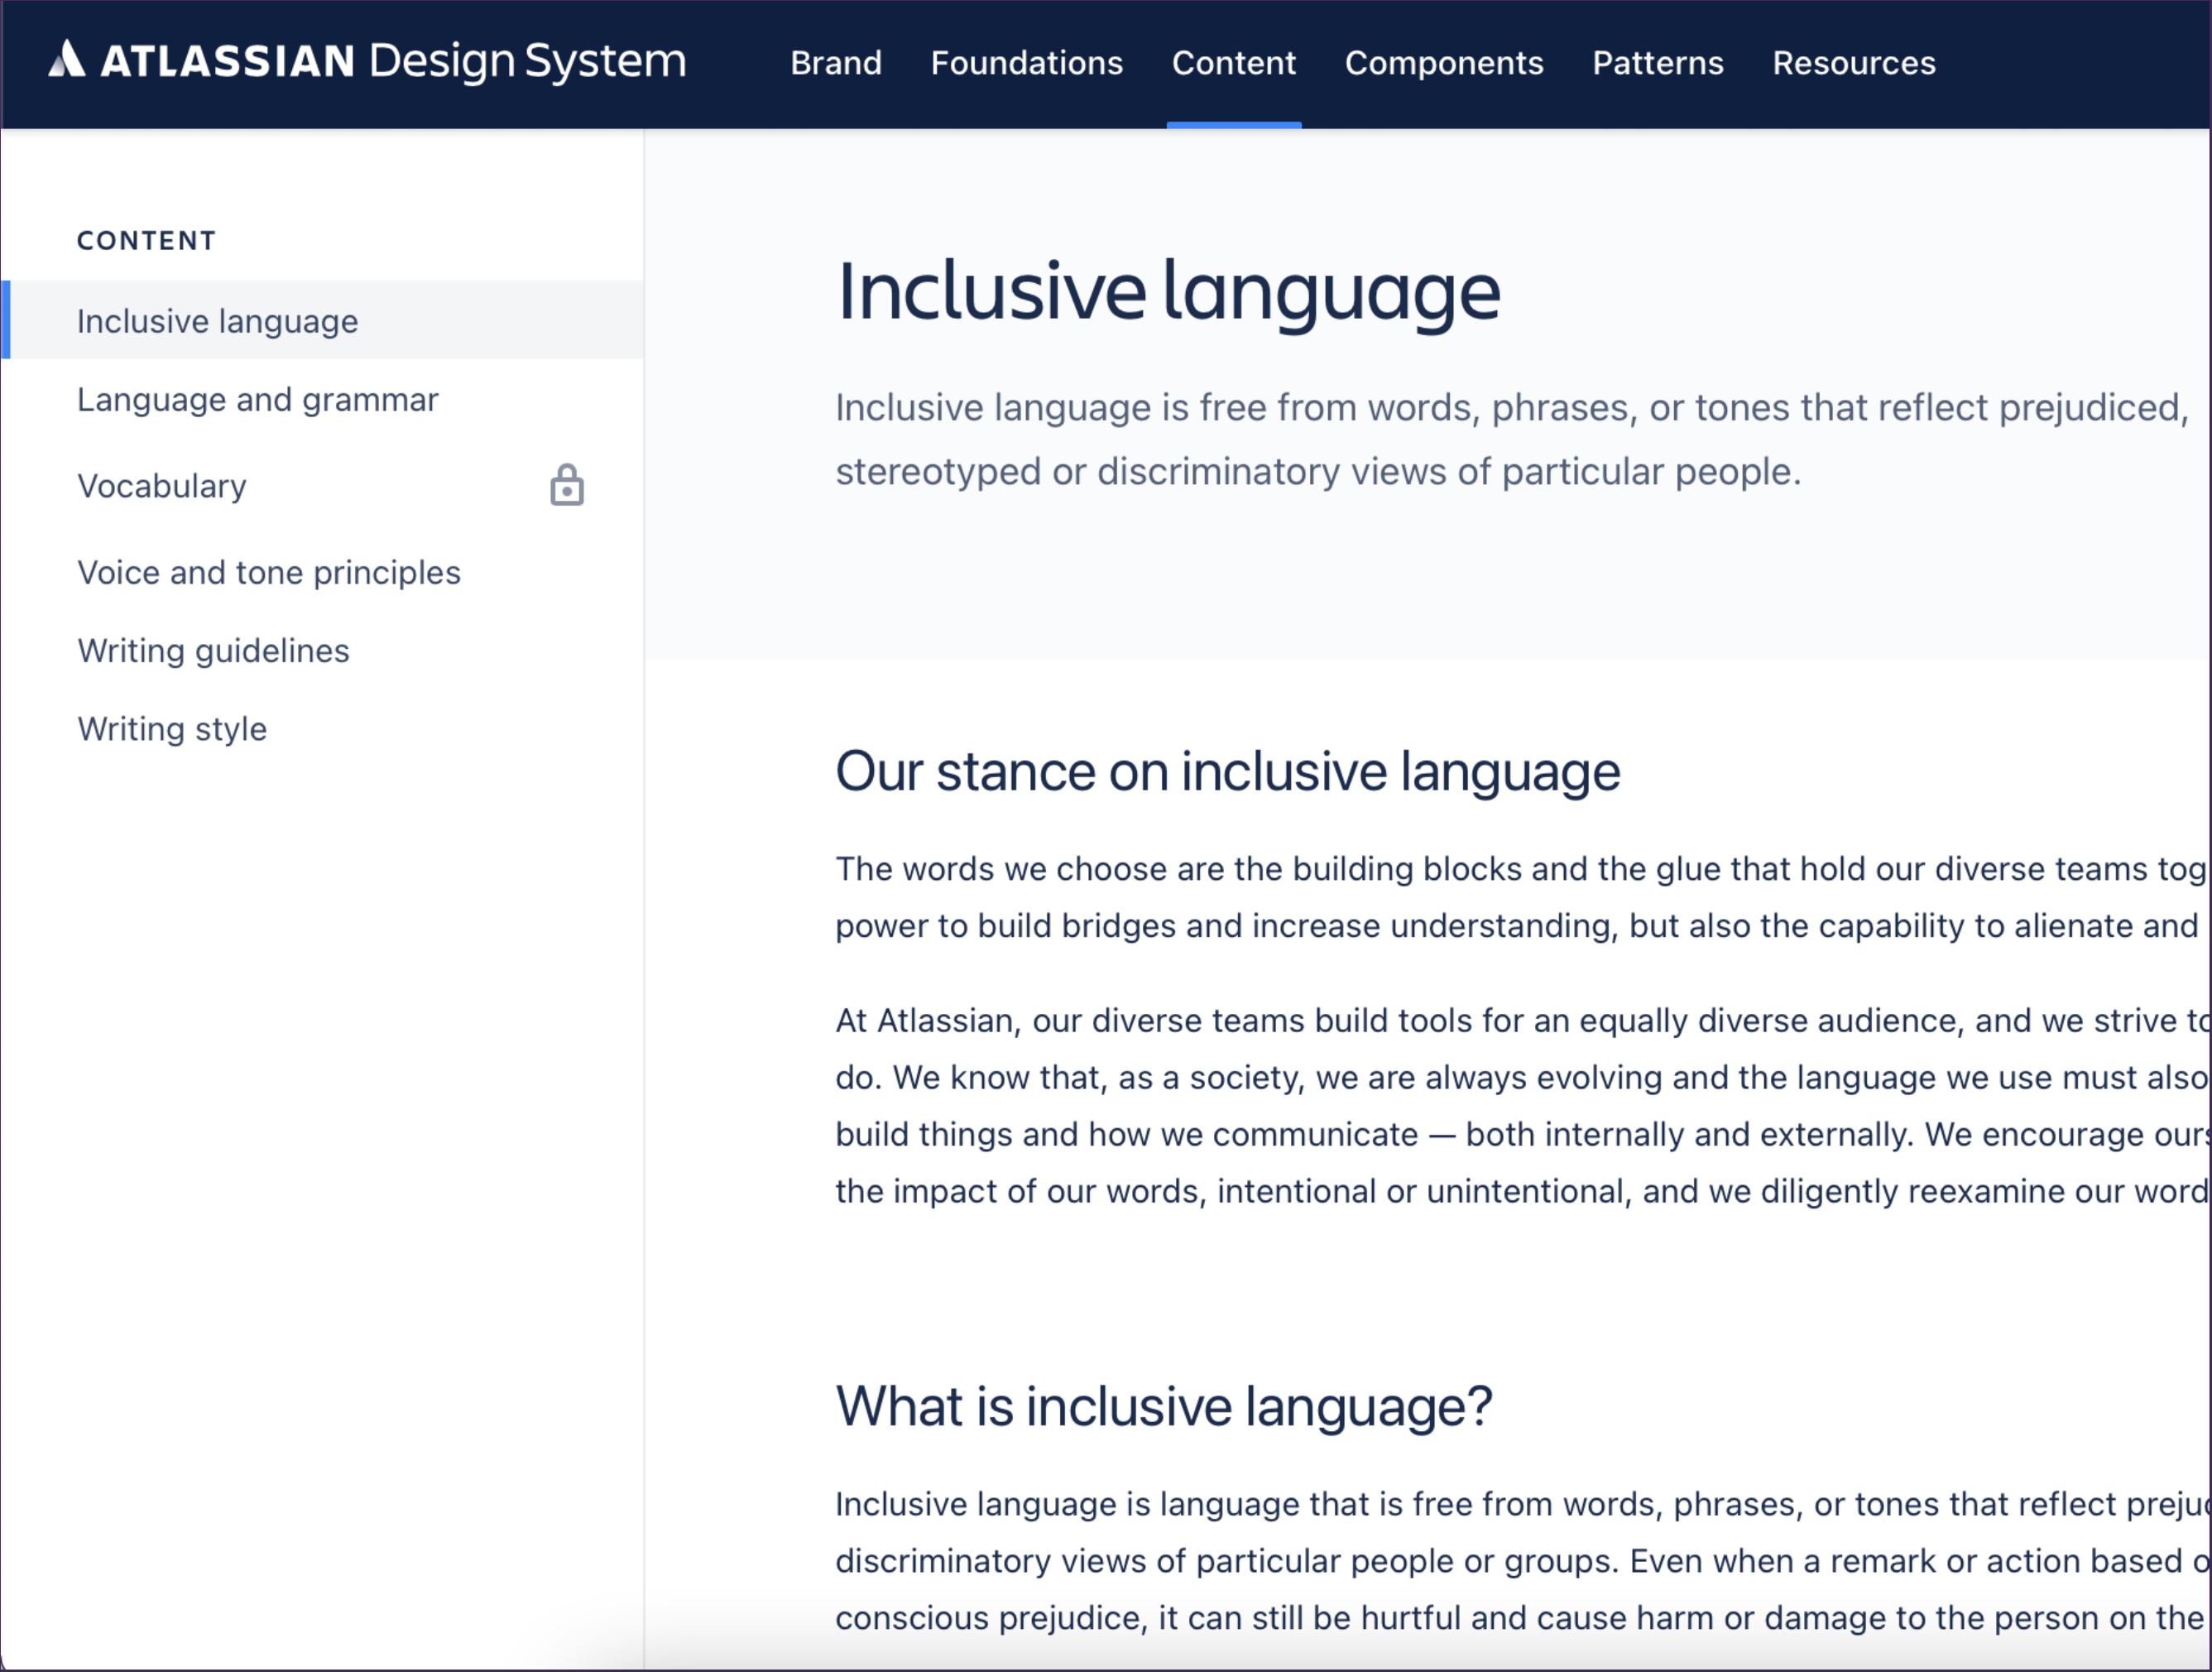 ATLASSIAN Design System
Brand
Foundations
Content
Components
Patterns
Resources
CONTENT
Inclusive language
Language and grammar
Vocabulary
Voice and tone principles
Writing guidelines
Writing style
Inclusive language
Inclusive language is free from words, phrases, or tones that reflect prejudiced,
stereotyped or discriminatory views of particular people.
Our stance on inclusive language
The words we choose are the building blocks and the glue that hold our diverse teams
power to build bridges and increase understanding, but also the capability to alienate and
At Atlassian, our diverse teams build tools for an equally diverse audience, and we strive
do. We know that, as a society, we are always evolving and the language we use must also
build things and how we communicate — both internally and externally. We encourage
the impact of our words, intentional or unintentional, and we diligently reexamine our word
What is inclusive language?
Inclusive language is language that is free from words, phrases, or tones that reflect
discriminatory views of particular people or groups. Even when a remark or action based
conscious prejudice, it can still be hurtful and cause harm or damage to the person on the